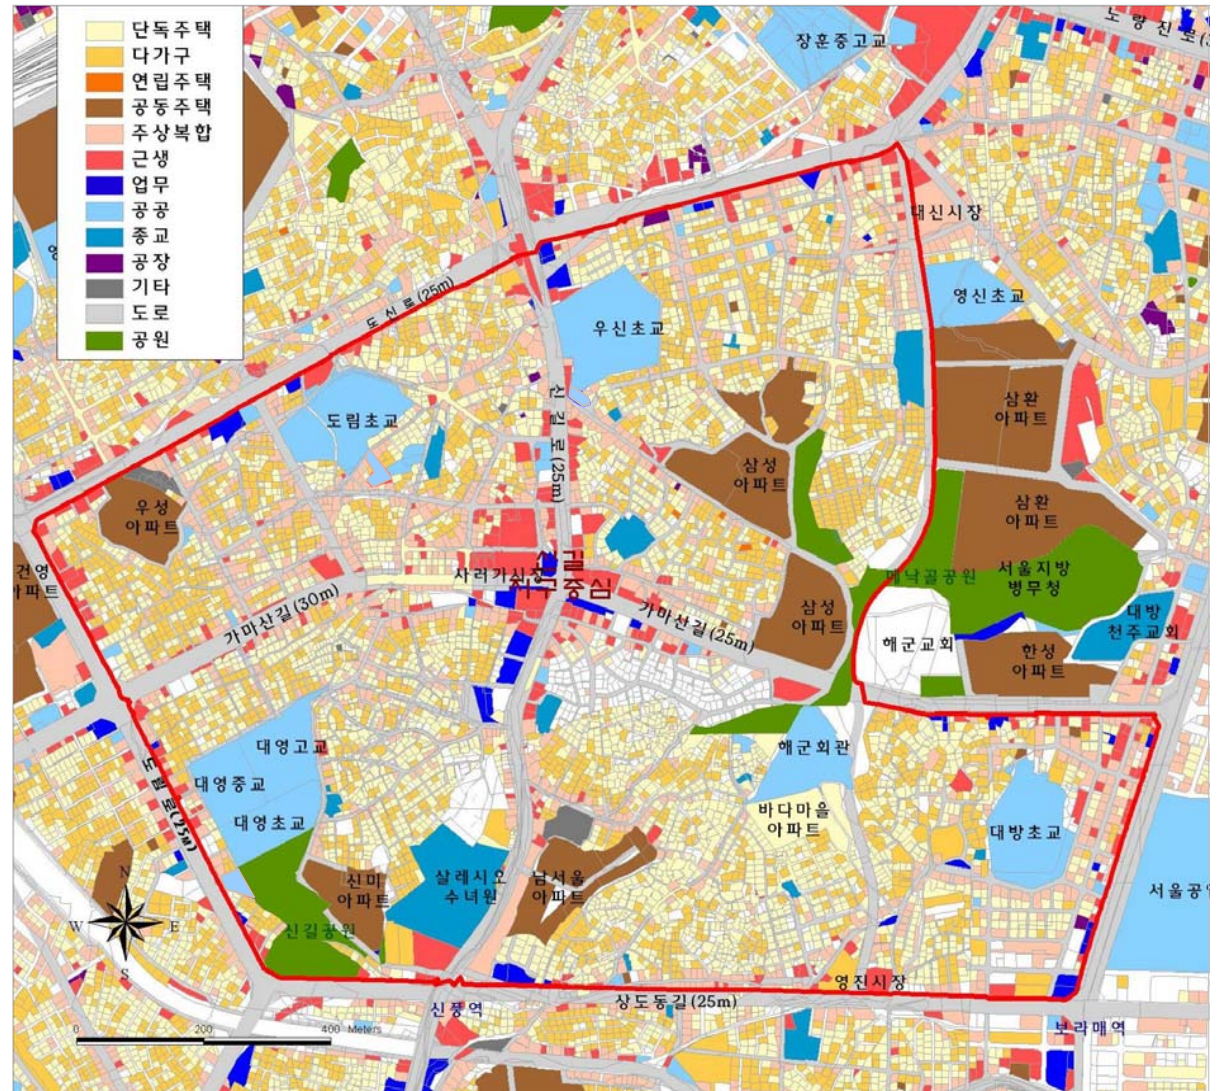 단독주택
다가구
연립주택
공동주택
주상복합
근생
업무
공공
종교
공장
기타
도로
공원
장훈중고교
노량진로
대신시장
영신초교
도신로(25m)
우신초교
신길로(25m)
도림초교
삼환
아파트
삼성
아파트
우성
아파트
삼환
아파트
건영
아파트
사러가시장
신길
지구중심
메낙골공원
서울지방
병무청
가마산길(30m)
가마산길(25m)
삼성
아파트
해군교회
대방
천주교회
한성
아파트
대영고교
해군회관
대영중교
도림로(25M)
대영초교
바다마을
아파트
대방초교
신미
아파트
살레시오
수녀원
남서울
아파트
서울공
신길공원
N
W
E
S
영진시장
상도동길(25m)
신풍역
보라매역
0 200 400 Meters